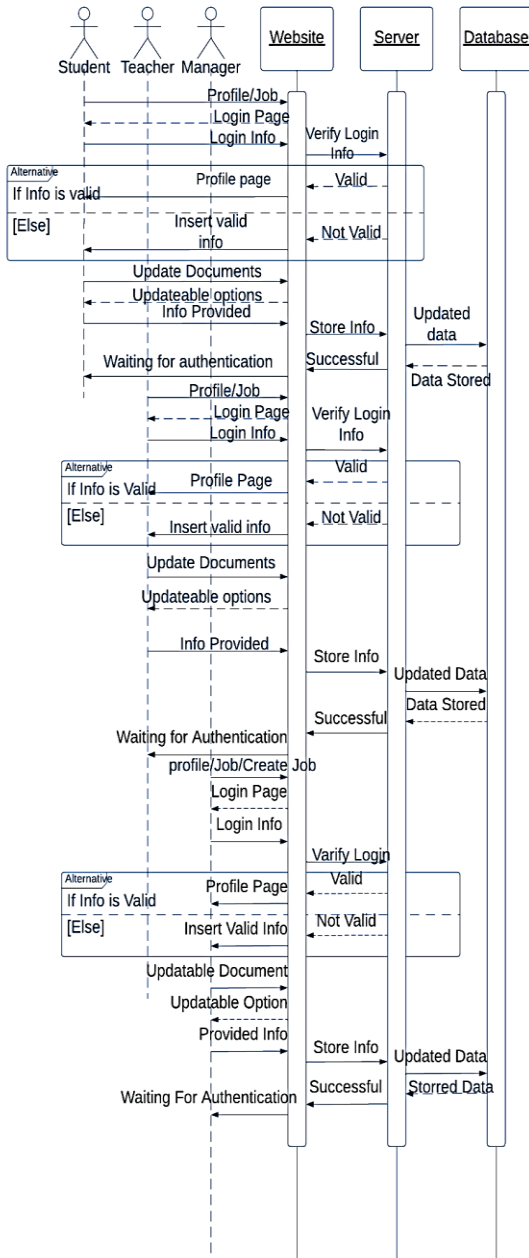 Website
Server
Database
Student
Teacher
Manager
Profile/Job
Login Page
Login Info
Verify Login
Info
Alternative
If Info is valid
Profile page
Valid
[Else]
Insert valid
info
Not Valid
Update Documents
Updateable options
Info Provided
Store Info
Updated
data
Successful
Data Stored
Waiting for authentication
Profile/Job
Login Page
Login Info
Verify Login
Info
Alternative
If Info is Valid
Profile Page
Valid
[Else]
Insert valid info
Not Valid
Update Documents
Updateable options
Info Provided
Store Info
Updated Data
Data Stored
Successful
Waiting for Authentication
profile/Job/Create Job
Login Page
Login Info
Varify Login
Alternative
If Info is Valid
Profile Page
Valid
[Else]
Insert Valid Info
Not Valid
Updatable Document
Updatable Option
Provided Info
Store Info
Updated Data
Storred Data
Successful
Waiting For Authentication